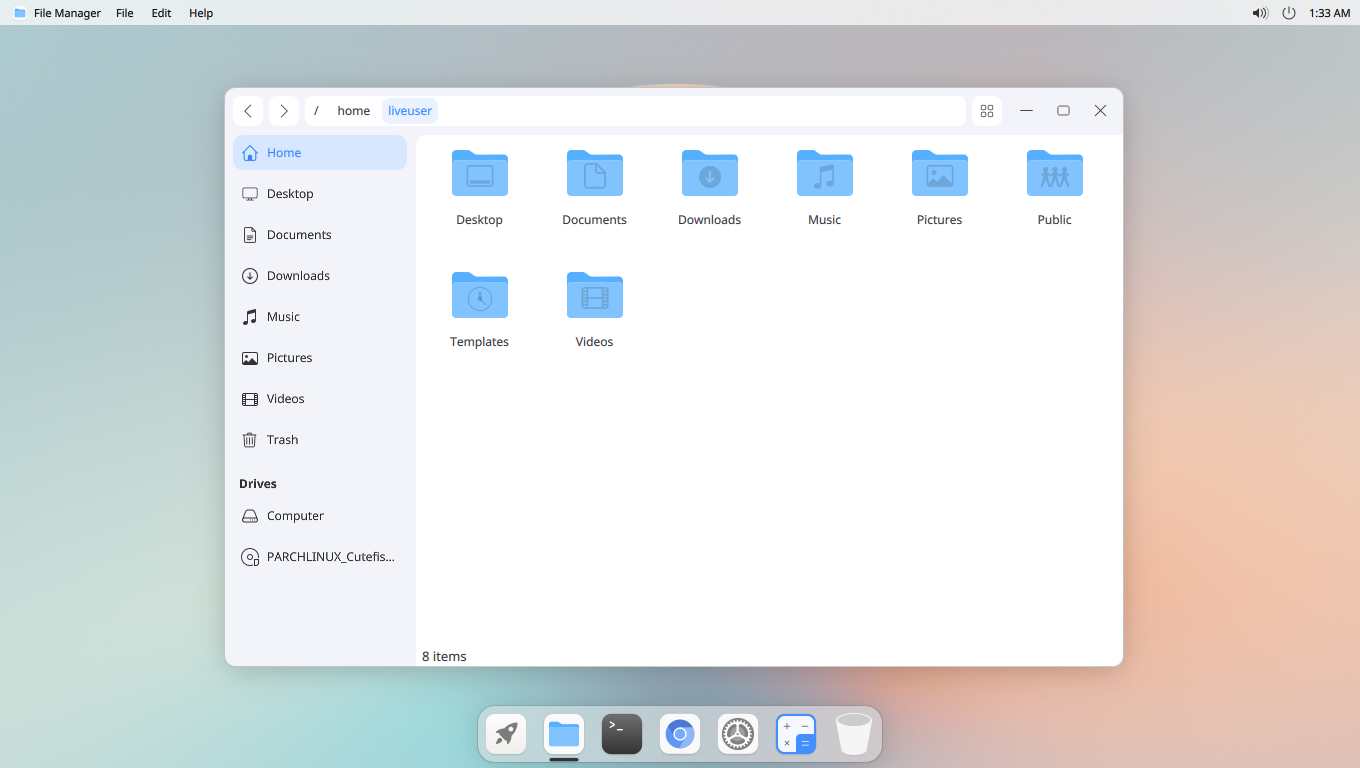 File Manager File Edit Help 1:33 AM
/ home liveuser
Home
Desktop
Documents
Downloads
Music
Pictures
Videos
Trash
Drives
Computer
PARCHLINUX_Cutefis...
Desktop Documents Downloads Music Pictures Public
Templates Videos
8 items
>_